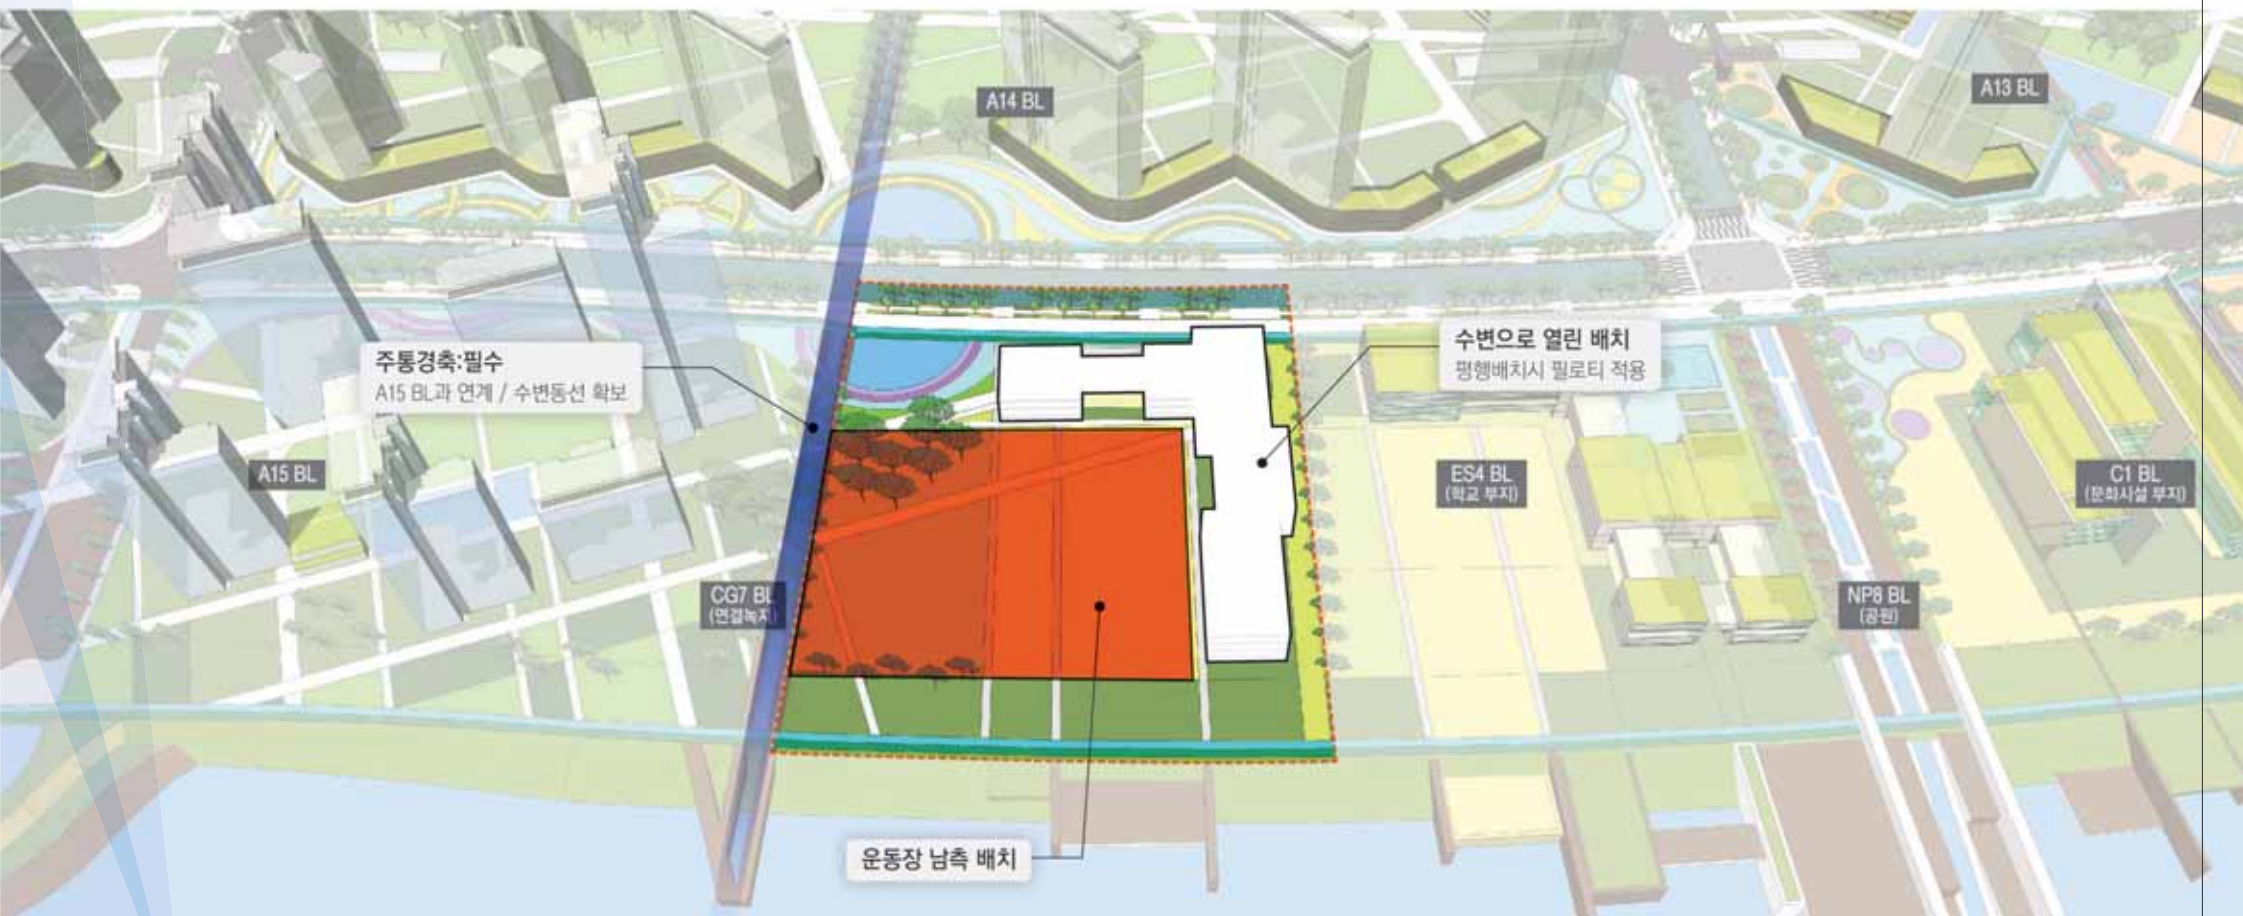 A14 BL
A13 BL
주통경축:필수
A15 BL과 연계 / 수변동선 확보
수변으로 열린 배치
평행배치시 필로티 적용
A15 BL
ES4 BL
(학교 부지)
C1 BL
(문화시설 부지)
CG7 BL
(연결녹지)
NP8 BL
(공원)
운동장 남측 배치